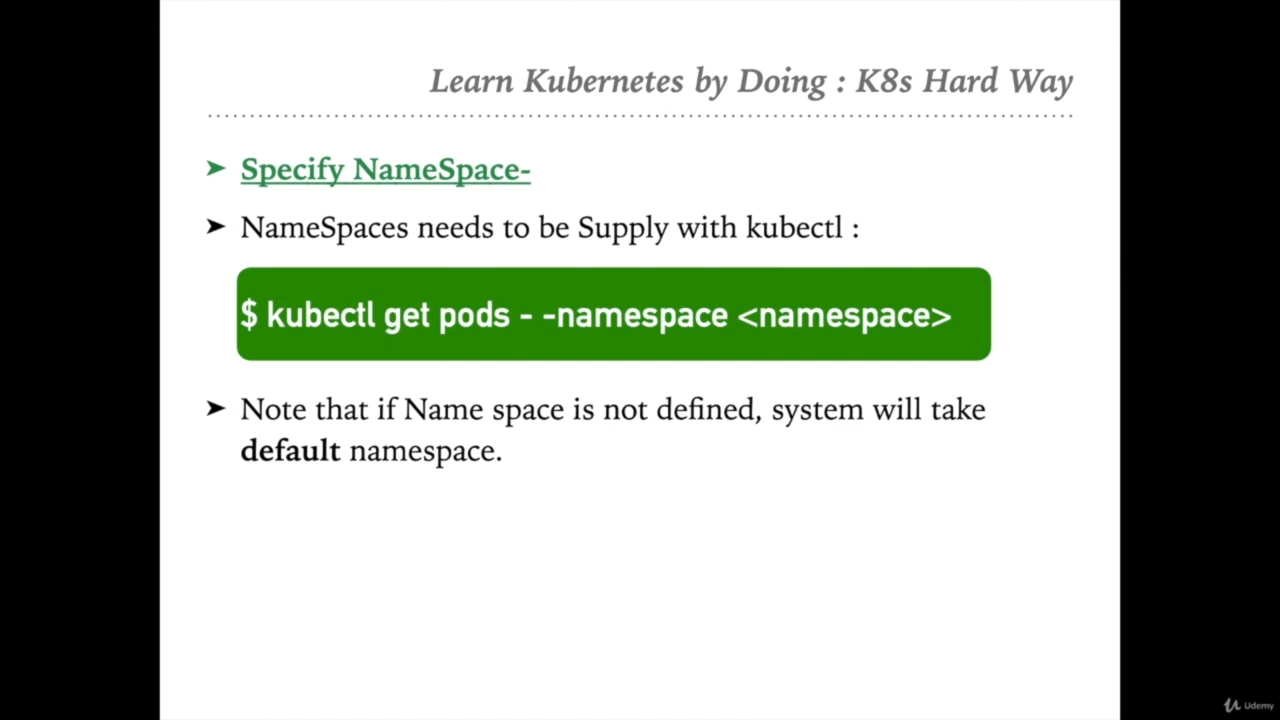 Learn Kubernetes by Doing : K8s Hard Way
➤ Specify NameSpace-
➤ NameSpaces needs to be Supply with kubectl :
$ kubectl get pods - -namespace <namespace>
➤ Note that if Name space is not defined, system will take
default namespace.
Udemy